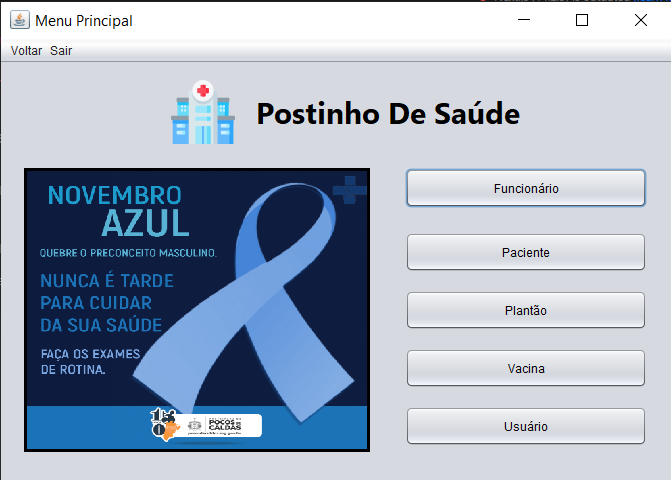 Menu Principal
Voltar Sair
Postinho De Saúde
NOVEMBRO
AZUL
QUEBRE O PRECONCEITO MASCULINO.
NUNCA É TARDE
PARA CUIDAR
DA SUA SAÚDE
FAÇA OS EXAMES
DE ROTINA.
POÇOS DE
CALDAS
Funcionário
Paciente
Plantão
Vacina
Usuário